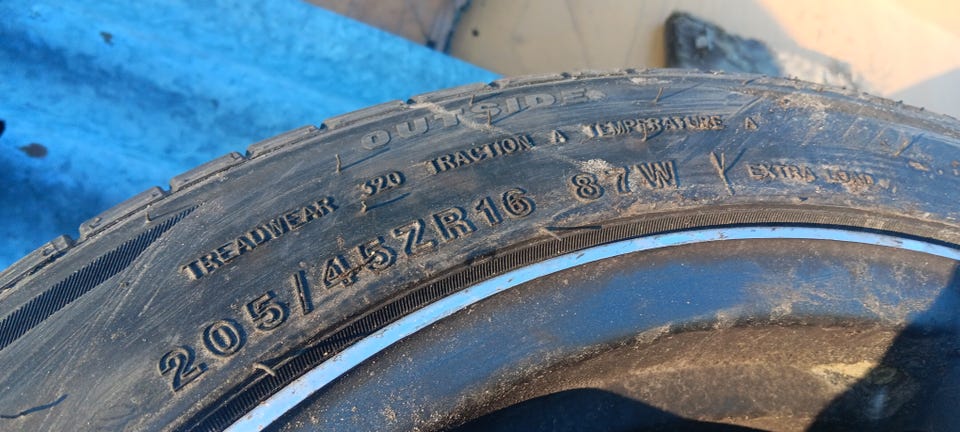 OUTSIDE
TREADWEAR 320 TRACTION A TEMPERATURE A
205/45ZR16 87W EXTRA LOAD